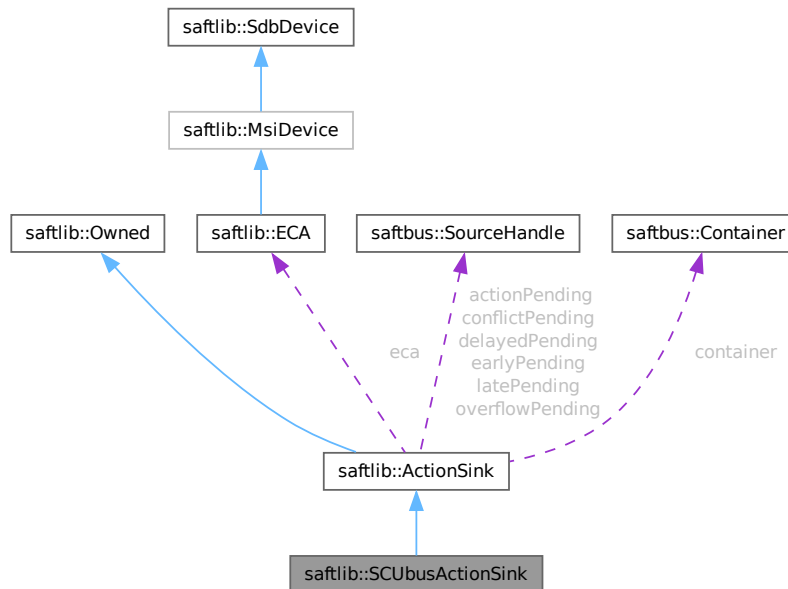 saftlib::SdbDevice
saftlib::MsiDevice
saftlib::Owned
saftlib::ECA
saftbus::SourceHandle
saftbus::Container
actionPending
conflictPending
delayedPending
earlyPending
latePending
overflowPending
eca
container
saftlib::ActionSink
saftlib::SCUbusActionSink